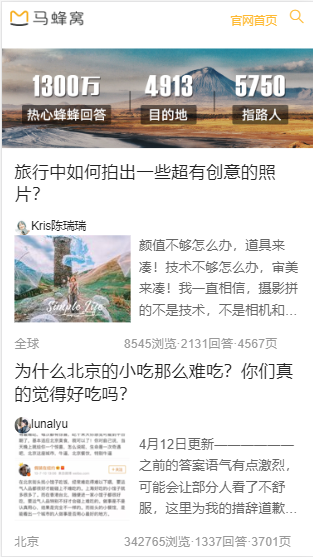 马蜂窝
官网首页
1300万 4913 5750
热心蜂蜂回答 目的地 指路人
旅行中如何拍出一些超有创意的照
片?
Kris陈瑞瑞
Simple Life
颜值不够怎么办，道具来
凑！技术不够怎么办，审美
来凑！我一直相信，摄影拼
的不是技术，不是相机和...
全球
8545浏览·2131回答·4567页
为什么北京的小吃那么难吃？你们真
的觉得好吃吗?
lunalyu
4月12日更新——————
之前的答案语气有点激烈，
可能会让部分人看了不舒
服，这里为我的措辞道歉...
北京
342765浏览·1337回答·3701页